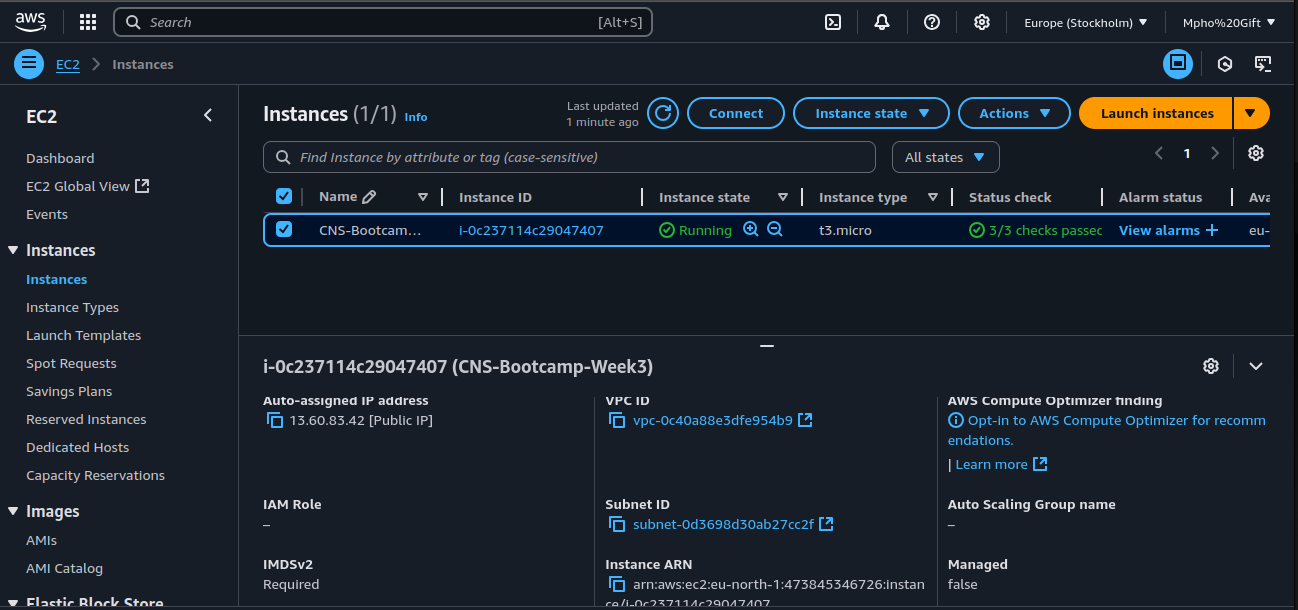 aws
Search [Alt+S]
Europe (Stockholm)
Mpho%20Gift
EC2
Instances
EC2
Dashboard
EC2 Global View
Events
Instances
Instances
Instance Types
Launch Templates
Spot Requests
Savings Plans
Reserved Instances
Dedicated Hosts
Capacity Reservations
Images
AMIs
AMI Catalog
Elastic Block Store
Instances (1/1) Info
Last updated
1 minute ago
Connect
Instance state
Actions
Launch instances
Find Instance by attribute or tag (case-sensitive)
All states
1
Name Instance ID Instance state Instance type Status check Alarm status Ava
CNS-Bootcam... i-0c237114c29047407 Running t3.micro 3/3 checks passed View alarms + eu-
i-0c237114c29047407 (CNS-Bootcamp-Week3)
Auto-assigned IP address
13.60.83.42 [Public IP]
IAM Role
–
IMDSv2
Required
VPC ID
vpc-0c40a88e3dfe954b9
Subnet ID
subnet-0d3698d30ab27cc2f
Instance ARN
arn:aws:ec2:eu-north-1:473845346726:instan
ce/i-0c237114c29047407
AWS Compute Optimizer finding
Opt-in to AWS Compute Optimizer for recomm
endations.
| Learn more
Auto Scaling Group name
–
Managed
false